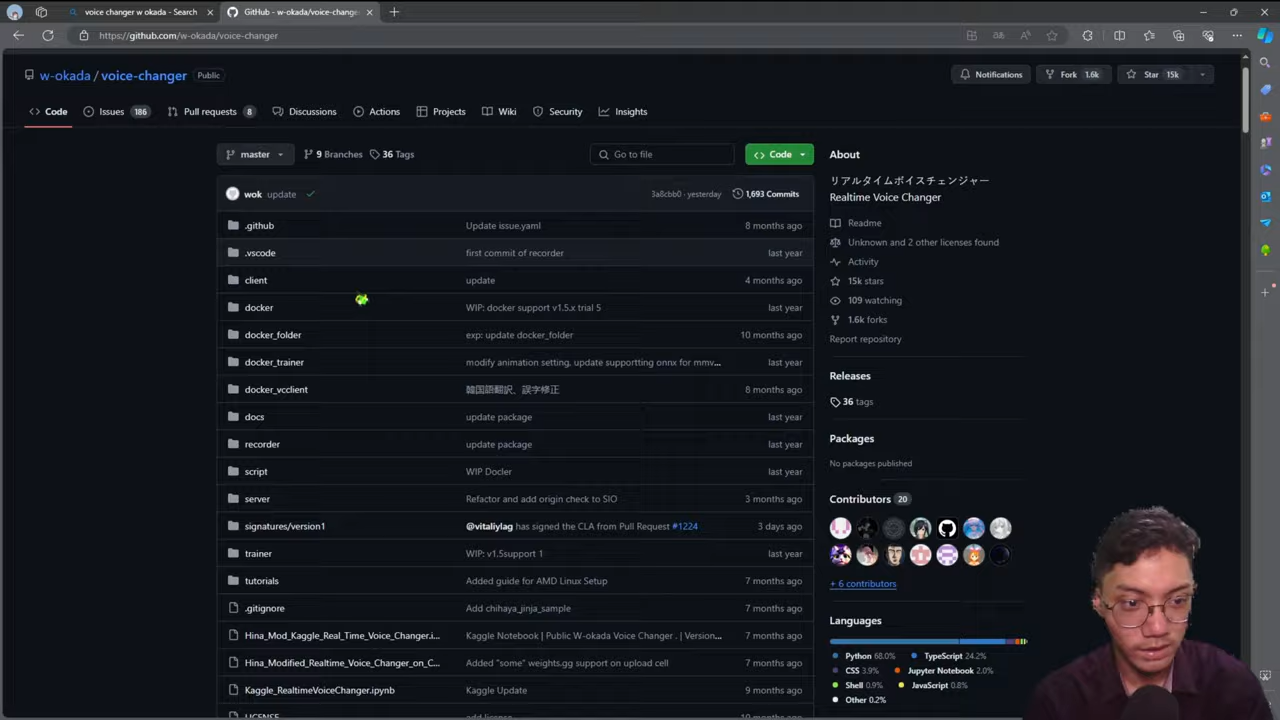 voice changer w okada - Search
GitHub - w-okada/voice-change
https://github.com/w-okada/voice-changer
w-okada / voice-changer Public
Notifications
Fork 1.6k
Star 15k
Code
Issues 186
Pull requests 8
Discussions
Actions
Projects
Wiki
Security
Insights
master
9 Branches
36 Tags
Go to file
Code
wok update
3a8cbb0 · yesterday
1,693 Commits
.github Update issue.yaml 8 months ago
.vscode first commit of recorder last year
client update 4 months ago
docker WIP: docker support v1.5.x trial 5 last year
docker_folder exp: update docker_folder 10 months ago
docker_trainer modify animation setting, update supportting onnx for mmv... last year
docker_vcclient 韓国語翻訳、誤字修正 8 months ago
docs update package last year
recorder update package last year
script WIP Docler last year
server Refactor and add origin check to SIO 3 months ago
signatures/version1 @vitaliylag has signed the CLA from Pull Request #1224 3 days ago
trainer WIP: v1.5support 1 last year
tutorials Added guide for AMD Linux Setup 7 months ago
.gitignore Add chihaya_jinja_sample 7 months ago
Hina_Mod_Kaggle_Real_Time_Voice_Changer.i... Kaggle Notebook | Public W-okada Voice Changer . | Version... 7 months ago
Hina_Modified_Realtime_Voice_Changer_on_C... Added "some" weights.gg support on upload cell 7 months ago
Kaggle_RealtimeVoiceChanger.ipynb Kaggle Update 9 months ago
LICENSE add license 10 months ago
About
リアルタイムボイスチェンジャー
Realtime Voice Changer
Readme
Unknown and 2 other licenses found
Activity
15k stars
109 watching
1.6k forks
Report repository
Releases
36 tags
Packages
No packages published
Contributors 20
+ 6 contributors
Languages
Python 68.0%
TypeScript 24.2%
CSS 3.9%
Jupyter Notebook 2.0%
Shell 0.9%
JavaScript 0.8%
Other 0.2%